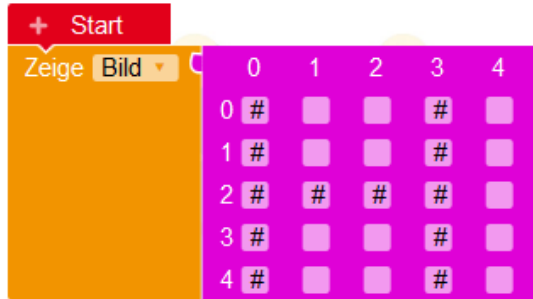 + Start
Zeige Bild 0 1 2 3 4
0 # #
1 # #
2 # # # #
3 # #
4 # #